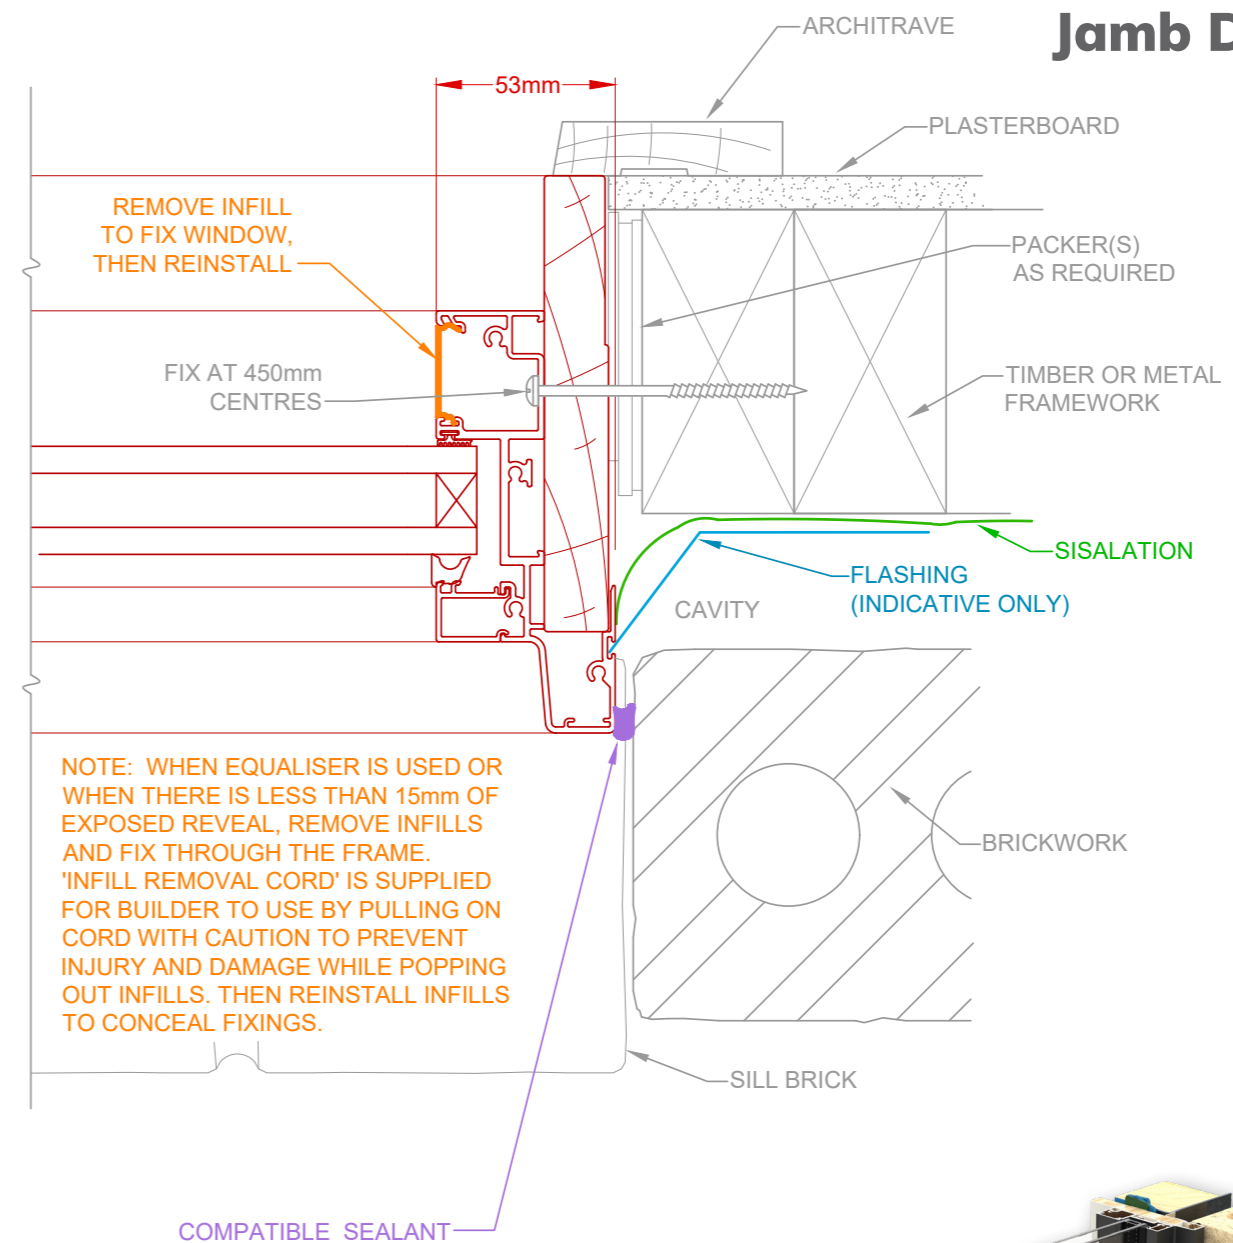 Jamb D
ARCHITRAVE
53mm
PLASTERBOARD
REMOVE INFILL
TO FIX WINDOW,
THEN REINSTALL
PACKER(S)
AS REQUIRED
FIX AT 450mm
CENTRES
TIMBER OR METAL
FRAMEWORK
SISALATION
FLASHING
(INDICATIVE ONLY)
CAVITY
NOTE: WHEN EQUALISER IS USED OR
WHEN THERE IS LESS THAN 15mm OF
EXPOSED REVEAL, REMOVE INFILLS
AND FIX THROUGH THE FRAME.
'INFILL REMOVAL CORD' IS SUPPLIED
FOR BUILDER TO USE BY PULLING ON
CORD WITH CAUTION TO PREVENT
INJURY AND DAMAGE WHILE POPPING
OUT INFILLS. THEN REINSTALL INFILLS
TO CONCEAL FIXINGS.
BRICKWORK
SILL BRICK
COMPATIBLE SEALANT